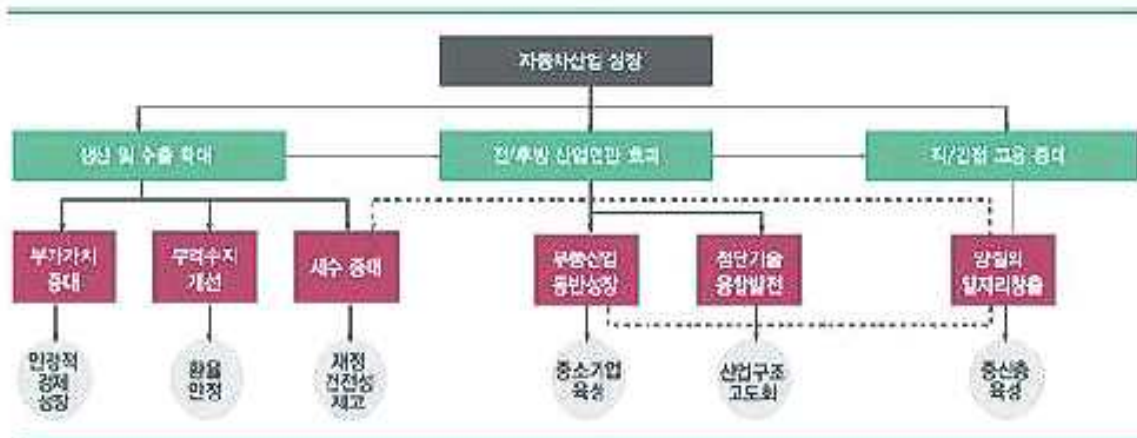 자동차산업 성장
생산 및 수출 확대
전/후방 산업연관 효과
직/간접 고용 증대
부가가치
증대
무역수지
개선
세수 증대
부품산업
동반성장
첨단기술
융합발전
양질의
일자리창출
경제
성장
환율
안정
재정
건전성
제고
중소기업
육성
산업구조
고도화
중산층
육성